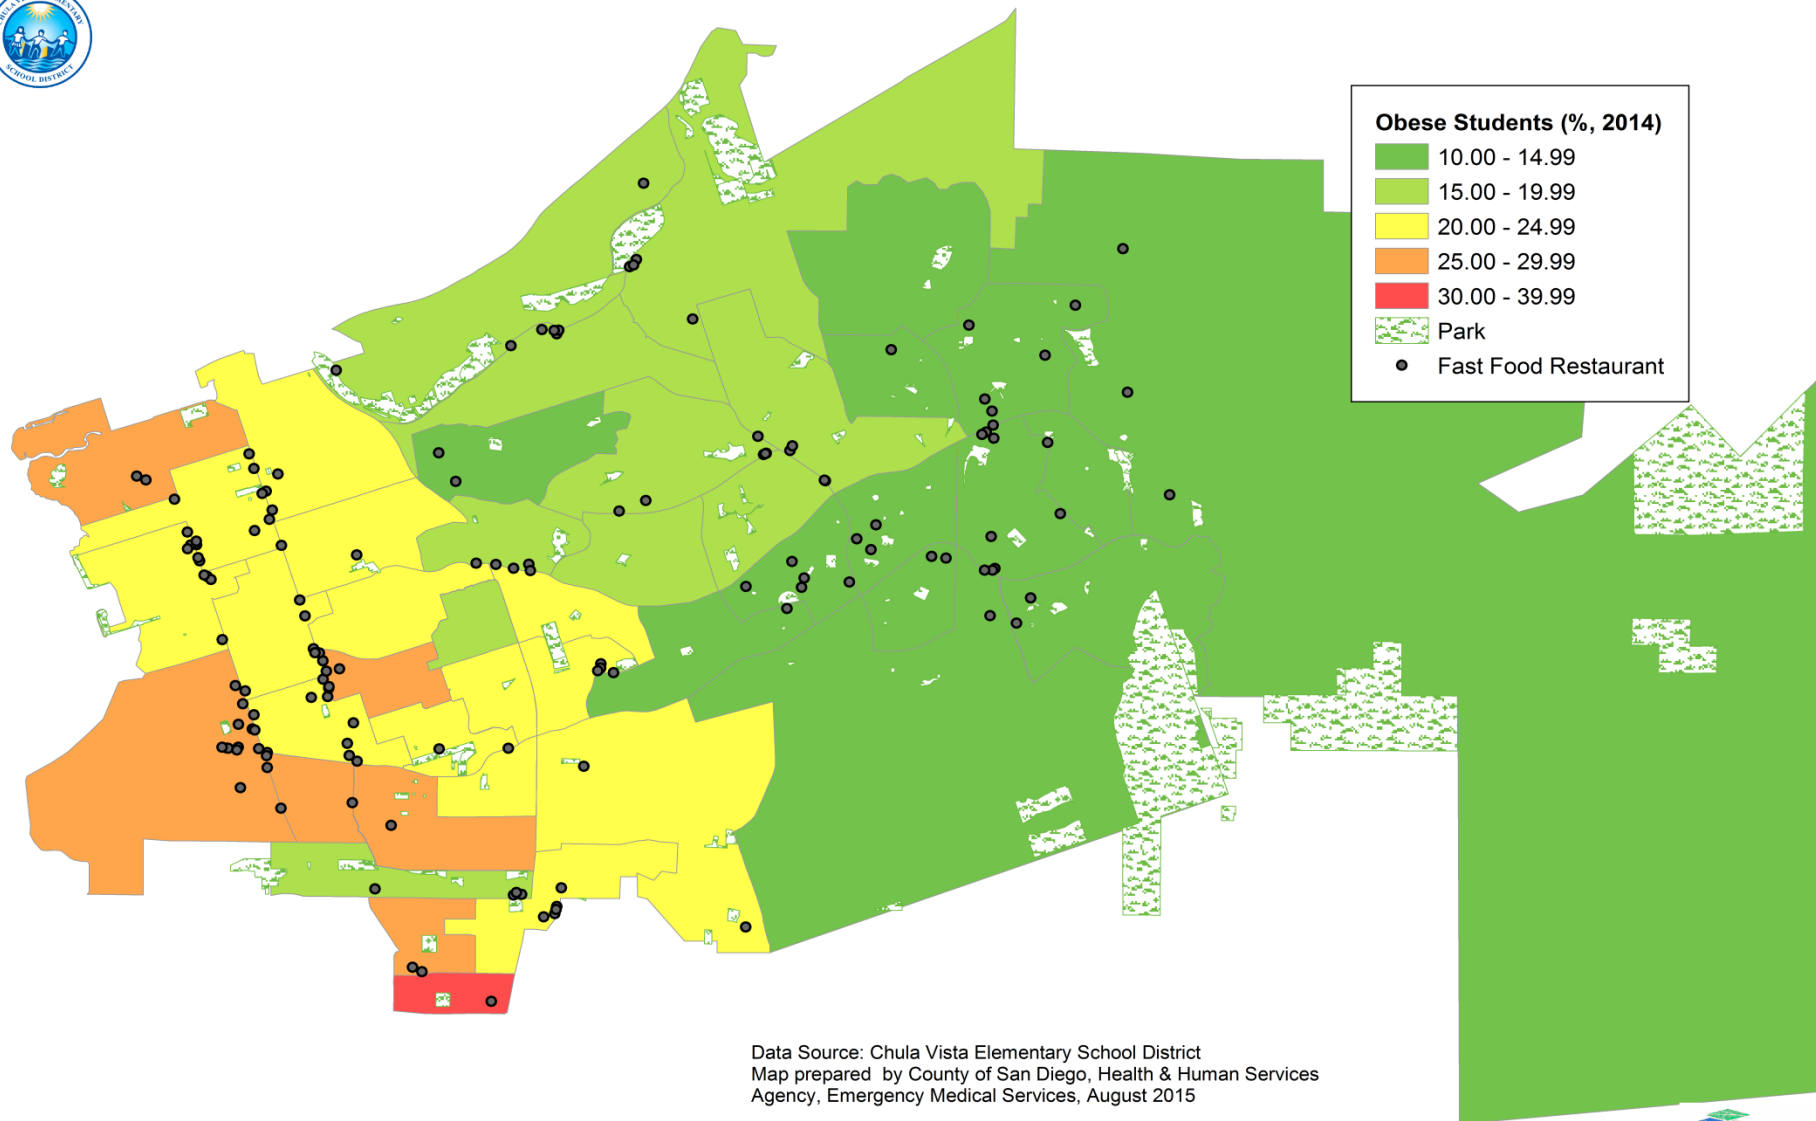 SCHOOL DISTRICT
Obese Students (%, 2014)
10.00 - 14.99
15.00 - 19.99
20.00 - 24.99
25.00 - 29.99
30.00 - 39.99
Park
Fast Food Restaurant
Data Source: Chula Vista Elementary School District
Map prepared by County of San Diego, Health & Human Services
Agency, Emergency Medical Services, August 2015